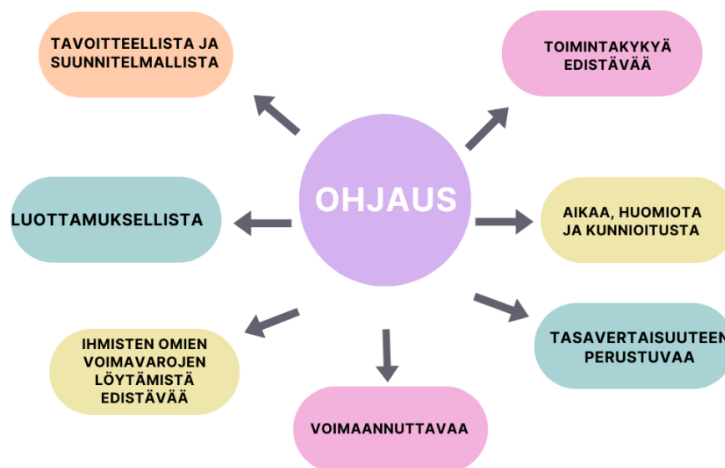 TAVOITTEELLISTA JA
SUUNNITELMALLISTA
TOIMINTAKYKYÄ
EDISTÄVÄÄ
OHJAUS
LUOTTAMUKSELLISTA
AIKAA, HUOMIOTA
JA KUNNIOITUSTA
IHMISTEN OMIEN
VOIMAVAROJEN
LÖYTÄMISTÄ
EDISTÄVÄÄ
TASAVERTAISUUTEEN
PERUSTUVAA
VOIMAANNUTTAVAA